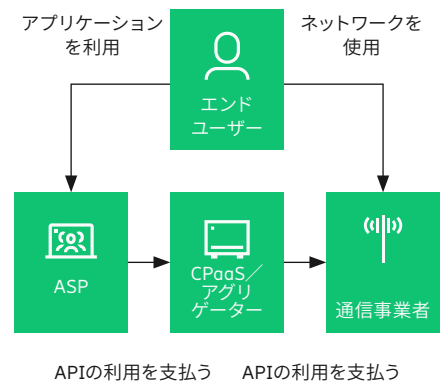 アプリケーション
を利用
ネットワークを
使用
エンド
ユーザー
ASP
CPaaS／
アグリ
ゲーター
通信事業者
APIの利用を支払う
APIの利用を支払う